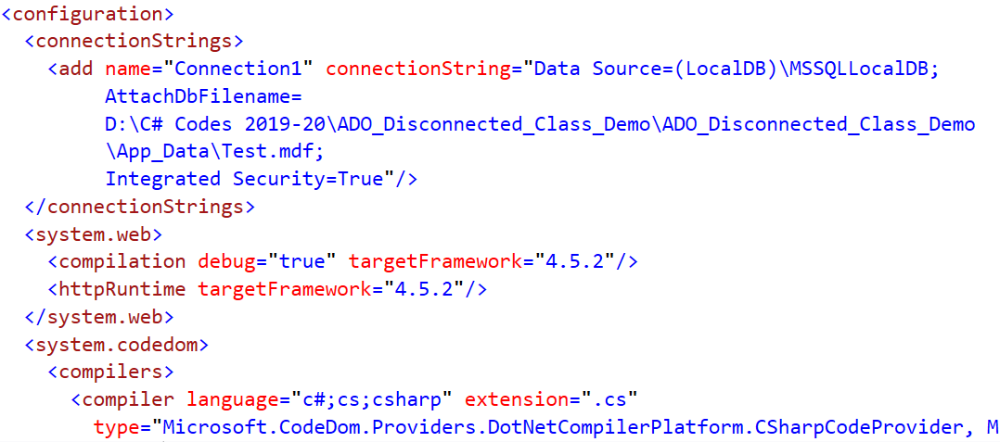 <configuration>
<connectionStrings>
<add name="Connection1" connectionString="Data Source=(LocalDB)\MSSQLLocalDB;
AttachDbFilename=
D:\C# Codes 2019-20\ADO_Disconnected_Class_Demo\ADO_Disconnected_Class_Demo
\App_Data\Test.mdf;
Integrated Security=True"/>
</connectionStrings>
<system.web>
<compilation debug="true" targetFramework="4.5.2"/>
<httpRuntime targetFramework="4.5.2"/>
</system.web>
<system.codedom>
<compilers>
<compiler language="c#;cs;csharp" extension=".cs"
type="Microsoft.CodeDom.Providers.DotNetCompilerPlatform.CSharpCodeProvider, M